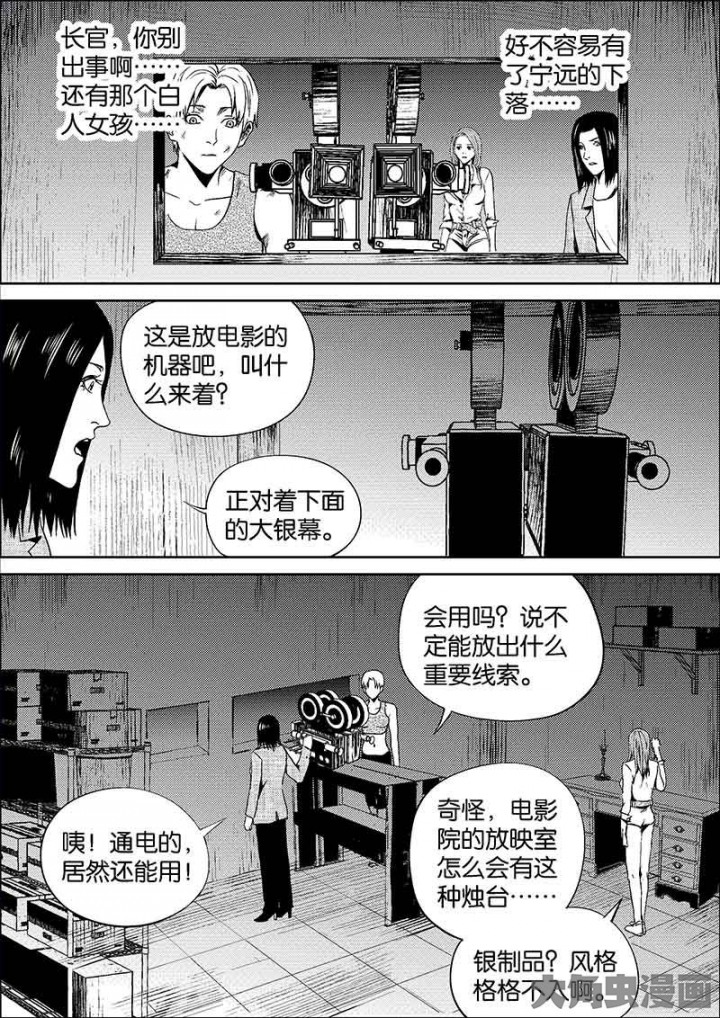 长官，你别
出事啊……
还有那个白
人女孩……
好不容易有
了宁远的下
落……
这是放电影的
机器吧，叫什
么来着？
正对着下面
的大银幕。
会用吗？说不
定能放出什么
重要线索。
咦！通电的，
居然还能用！
奇怪，电影
院的放映室
怎么会有这
种烛台……
银制品？风格
格格不入啊。
大角虫漫画